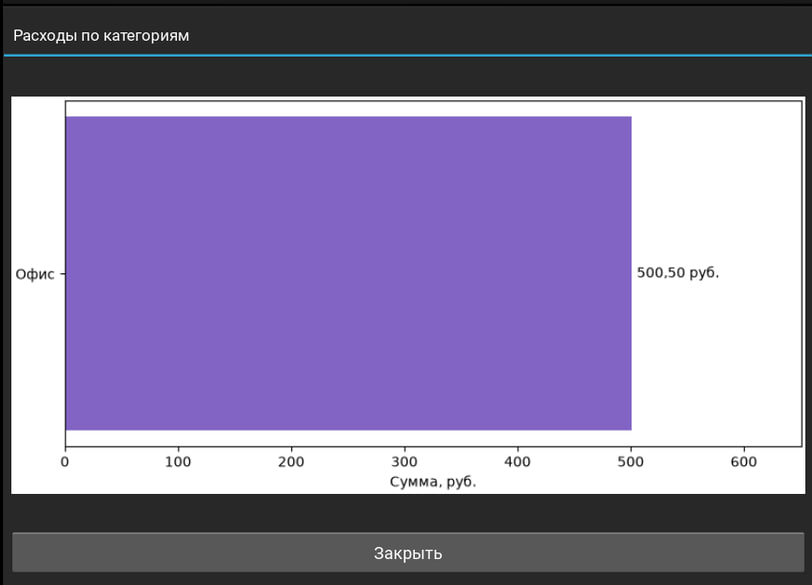 Расходы по категориям
Офис
500,50 руб.
0 100 200 300 400 500 600
Сумма, руб.
Закрыть